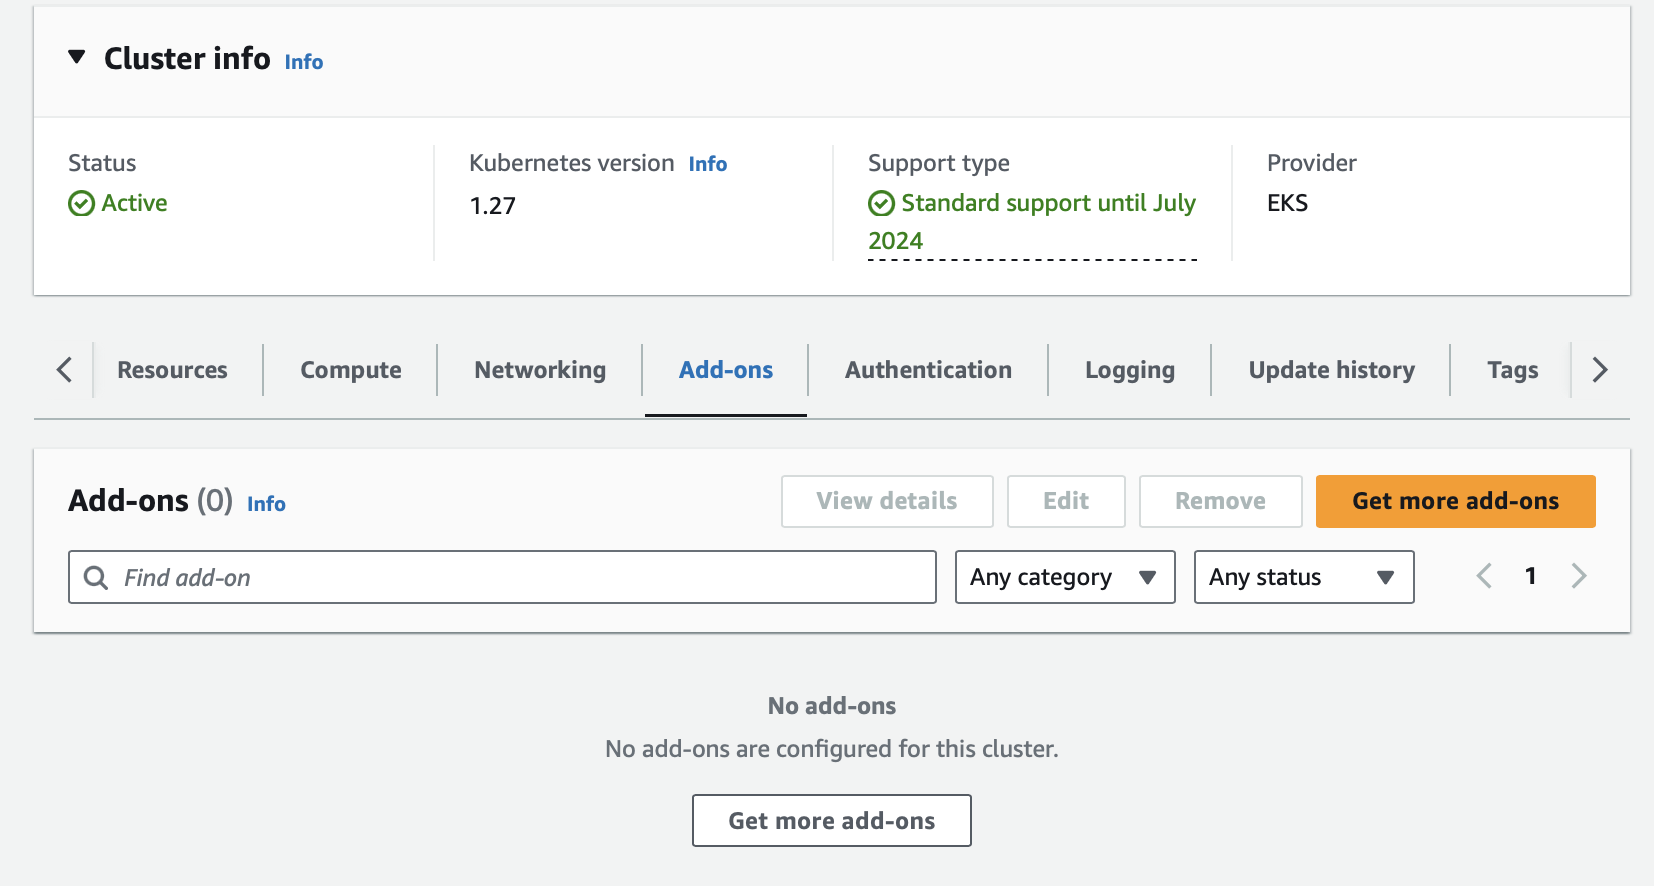 Cluster info Info
Status
Active
Kubernetes version Info
1.27
Support type
Standard support until July
2024
Provider
EKS
Resources
Compute
Networking
Add-ons
Authentication
Logging
Update history
Tags
Add-ons (0) Info
View details
Edit
Remove
Get more add-ons
Find add-on
Any category
Any status
1
No add-ons
No add-ons are configured for this cluster.
Get more add-ons